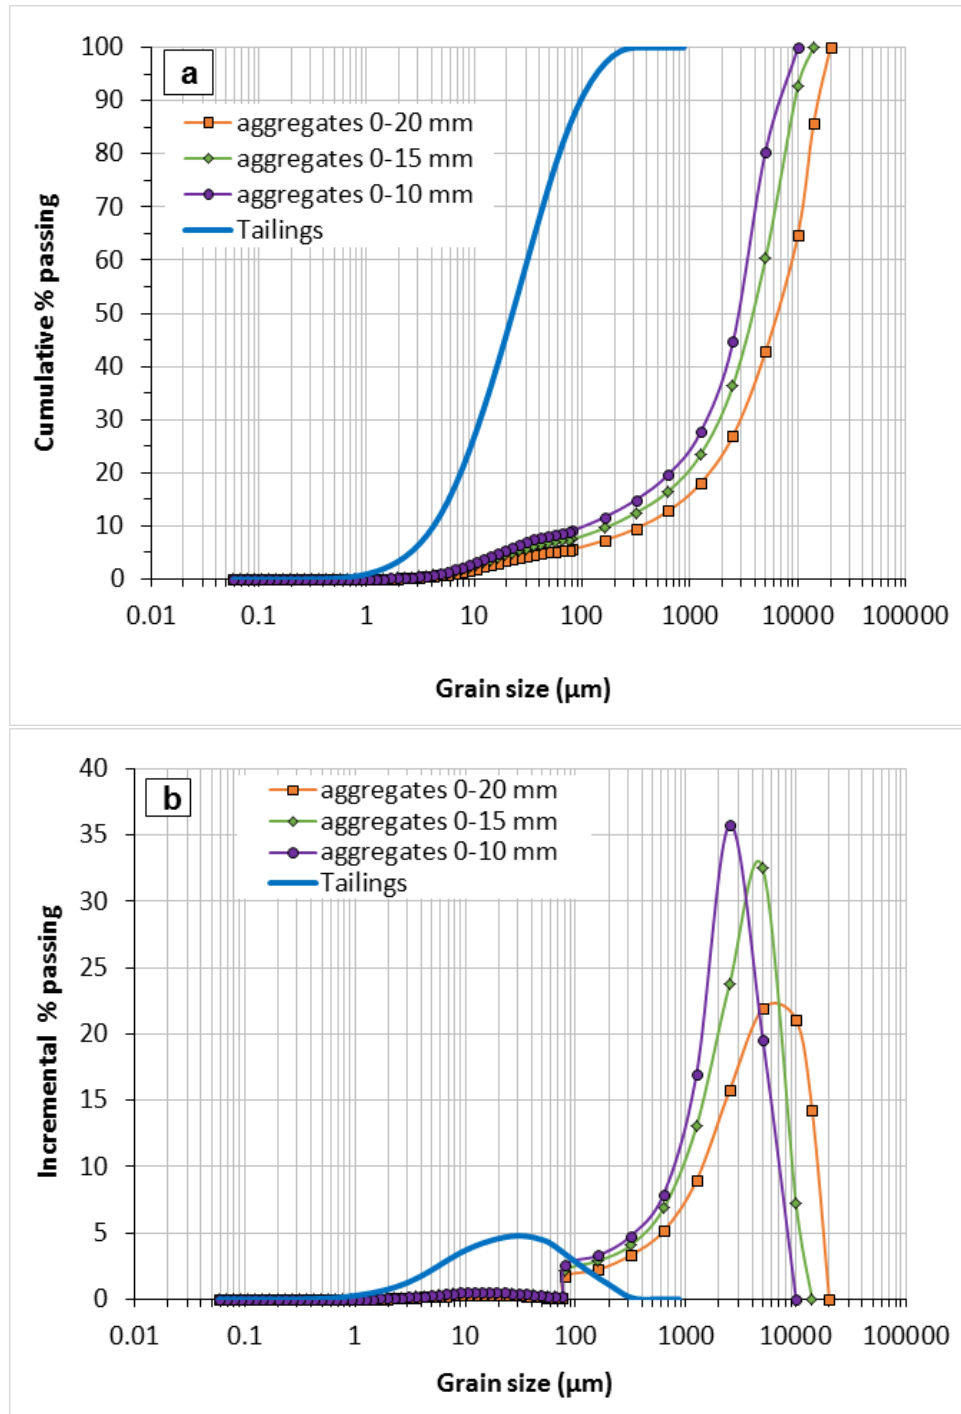 a
100
90
80
70
60
50
40
30
20
10
0
Cumulative % passing
aggregates 0-20 mm
aggregates 0-15 mm
aggregates 0-10 mm
Tailings
0.01 0.1 1 10 100 1000 10000 100000
Grain size (µm)
b
40
35
30
25
20
15
10
5
0
Incremental % passing
aggregates 0-20 mm
aggregates 0-15 mm
aggregates 0-10 mm
Tailings
0.01 0.1 1 10 100 1000 10000 100000
Grain size (µm)